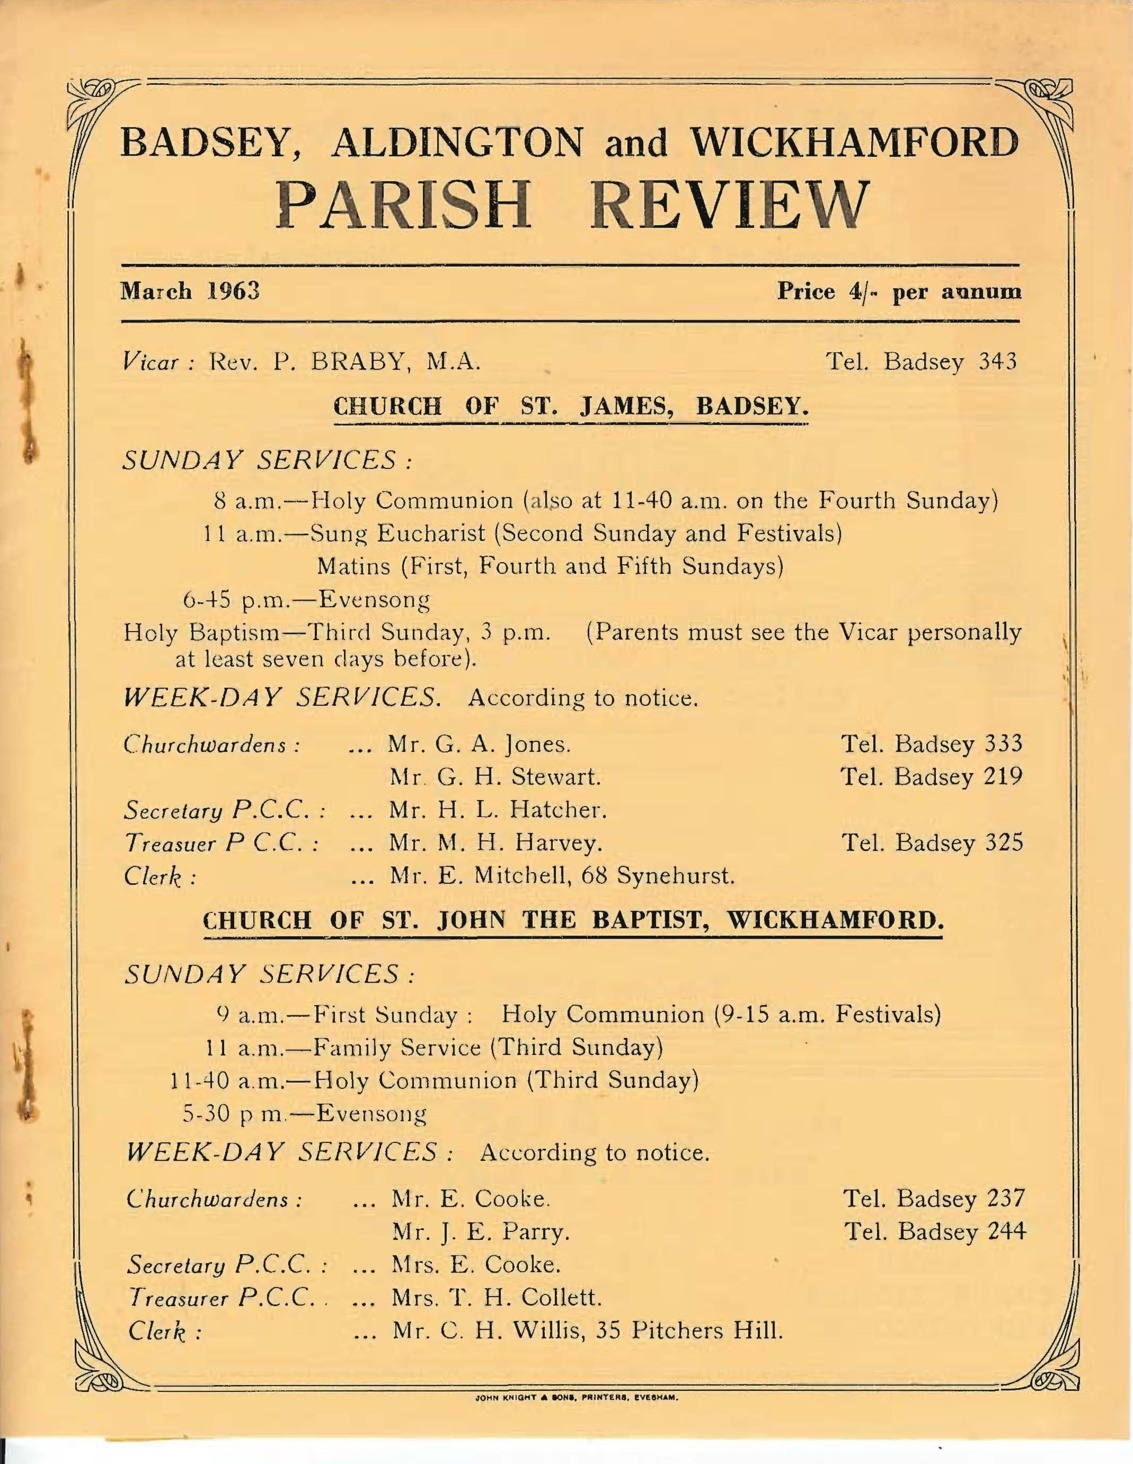 BADSEY, ALDINGTON and WICKHAMFORD
PARISH REVIEW
March 1963 Price 4/- per annum
Vicar : Rev. P. BRABY, M.A. Tel. Badsey 343
CHURCH OF ST. JAMES, BADSEY.
SUNDAY SERVICES :
8 a.m.—Holy Communion (also at 11-40 a.m. on the Fourth Sunday)
11 a.m.—Sung Eucharist (Second Sunday and Festivals)
Matins (First, Fourth and Fifth Sundays)
6-45 p.m.—Evensong
Holy Baptism—Third Sunday, 3 p.m. (Parents must see the Vicar personally
at least seven days before).
WEEK-DAY SERVICES. According to notice.
Churchwardens : ... Mr. G. A. Jones. Tel. Badsey 333
Mr. G. H. Stewart. Tel. Badsey 219
Secretary P.C.C. : ... Mr. H. L. Hatcher.
Treasuer P C.C. : ... Mr. M. H. Harvey. Tel. Badsey 325
Clerk : ... Mr. E. Mitchell, 68 Synehurst.
CHURCH OF ST. JOHN THE BAPTIST, WICKHAMFORD.
SUNDAY SERVICES :
9 a.m.—First Sunday : Holy Communion (9-15 a.m. Festivals)
11 a.m.—Family Service (Third Sunday)
11-40 a.m.—Holy Communion (Third Sunday)
5-30 p m.—Evensong
WEEK-DAY SERVICES : According to notice.
Churchwardens : ... Mr. E. Cooke. Tel. Badsey 237
Mr. J. E. Parry. Tel. Badsey 244
Secretary P.C.C. : ... Mrs. E. Cooke.
Treasurer P.C.C. . ... Mrs. T. H. Collett.
Clerk : ... Mr. C. H. Willis, 35 Pitchers Hill.
JOHN KNIGHT & SONS, PRINTERS, EVESHAM.